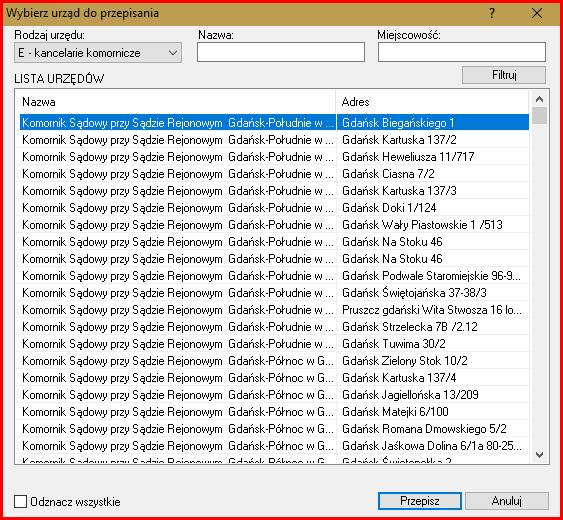 Wybierz urząd do przepisania
Rodzaj urzędu: Nazwa: Miejscowość:
E - kancelarie komornicze
LISTA URZĘDÓW Filtruj
Nazwa Adres
Komornik Sądowy przy Sądzie Rejonowym Gdańsk-Południe w ... Gdańsk Biegańskiego 1
Komornik Sądowy przy Sądzie Rejonowym Gdańsk-Południe w ... Gdańsk Kartuska 137/2
Komornik Sądowy przy Sądzie Rejonowym Gdańsk-Południe w ... Gdańsk Heweliusza 11/717
Komornik Sądowy przy Sądzie Rejonowym Gdańsk-Południe w ... Gdańsk Ciasna 7/2
Komornik Sądowy przy Sądzie Rejonowym Gdańsk-Południe w ... Gdańsk Kartuska 137/3
Komornik Sądowy przy Sądzie Rejonowym Gdańsk-Południe w ... Gdańsk Doki 1/124
Komornik Sądowy przy Sądzie Rejonowym Gdańsk-Południe w ... Gdańsk Wały Piastowskie 1 /513
Komornik Sądowy przy Sądzie Rejonowym Gdańsk-Południe w ... Gdańsk Na Stoku 46
Komornik Sądowy przy Sądzie Rejonowym Gdańsk-Południe w ... Gdańsk Na Stoku 46
Komornik Sądowy przy Sądzie Rejonowym Gdańsk-Południe w ... Gdańsk Podwale Staromiejskie 96-9...
Komornik Sądowy przy Sądzie Rejonowym Gdańsk-Południe w ... Gdańsk Świętojańska 37-38/3
Komornik Sądowy przy Sądzie Rejonowym Gdańsk-Południe w ... Pruszcz gdański Wita Stwosza 16 lo...
Komornik Sądowy przy Sądzie Rejonowym Gdańsk-Południe w ... Gdańsk Strzelecka 7B /2.12
Komornik Sądowy przy Sądzie Rejonowym Gdańsk-Południe w ... Gdańsk Tuwima 30/2
Komornik Sądowy przy Sądzie Rejonowym Gdańsk-Północ w G... Gdańsk Zielony Stok 10/2
Komornik Sądowy przy Sądzie Rejonowym Gdańsk-Północ w G... Gdańsk Kartuska 137/4
Komornik Sądowy przy Sądzie Rejonowym Gdańsk-Północ w G... Gdańsk Jagiellońska 13/209
Komornik Sądowy przy Sądzie Rejonowym Gdańsk-Północ w G... Gdańsk Matejki 6/100
Komornik Sądowy przy Sądzie Rejonowym Gdańsk-Północ w G... Gdańsk Romana Dmowskiego 5/2
Komornik Sądowy przy Sądzie Rejonowym Gdańsk-Północ w G... Gdańsk Jaśkowa Dolina 6/1a 80-25...
Komornik Sądowy przy Sądzie Rejonowym Gdańsk-Północ w G... Gdańsk Świętopełka 2
Odznacz wszystkie Przepisz Anuluj